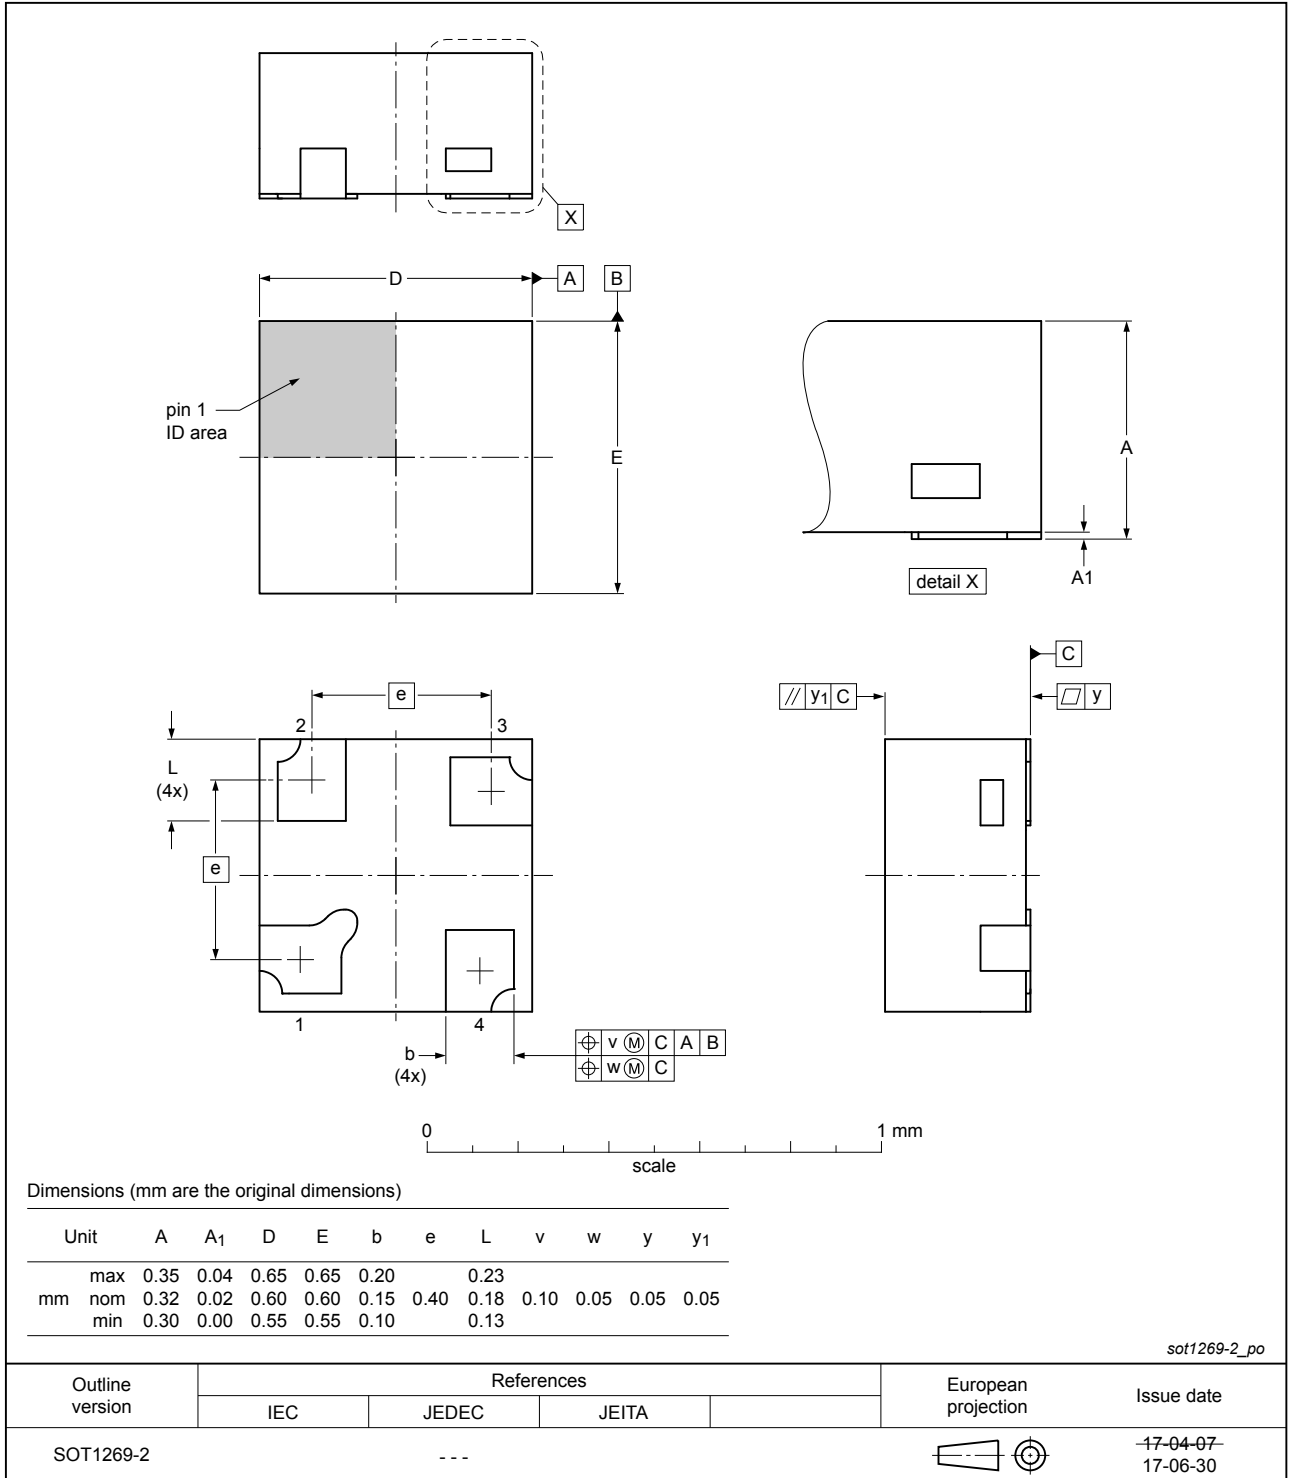 X
D
A
B
pin 1
ID area
E
A
detail X
A1
C
// y1 C
y
e
2
3
L
(4x)
e
1
4
b
(4x)
v M C A B
w M C
0
1 mm
scale
Dimensions (mm are the original dimensions)
Unit A A1 D E b e L v w y y1
max 0.35 0.04 0.65 0.65 0.20 0.23
mm nom 0.32 0.02 0.60 0.60 0.15 0.40 0.18 0.10 0.05 0.05 0.05
min 0.30 0.00 0.55 0.55 0.10 0.13
sot1269-2_po
Outline
version
References
IEC JEDEC JEITA
European
projection
Issue date
SOT1269-2
- - -
17-04-07
17-06-30